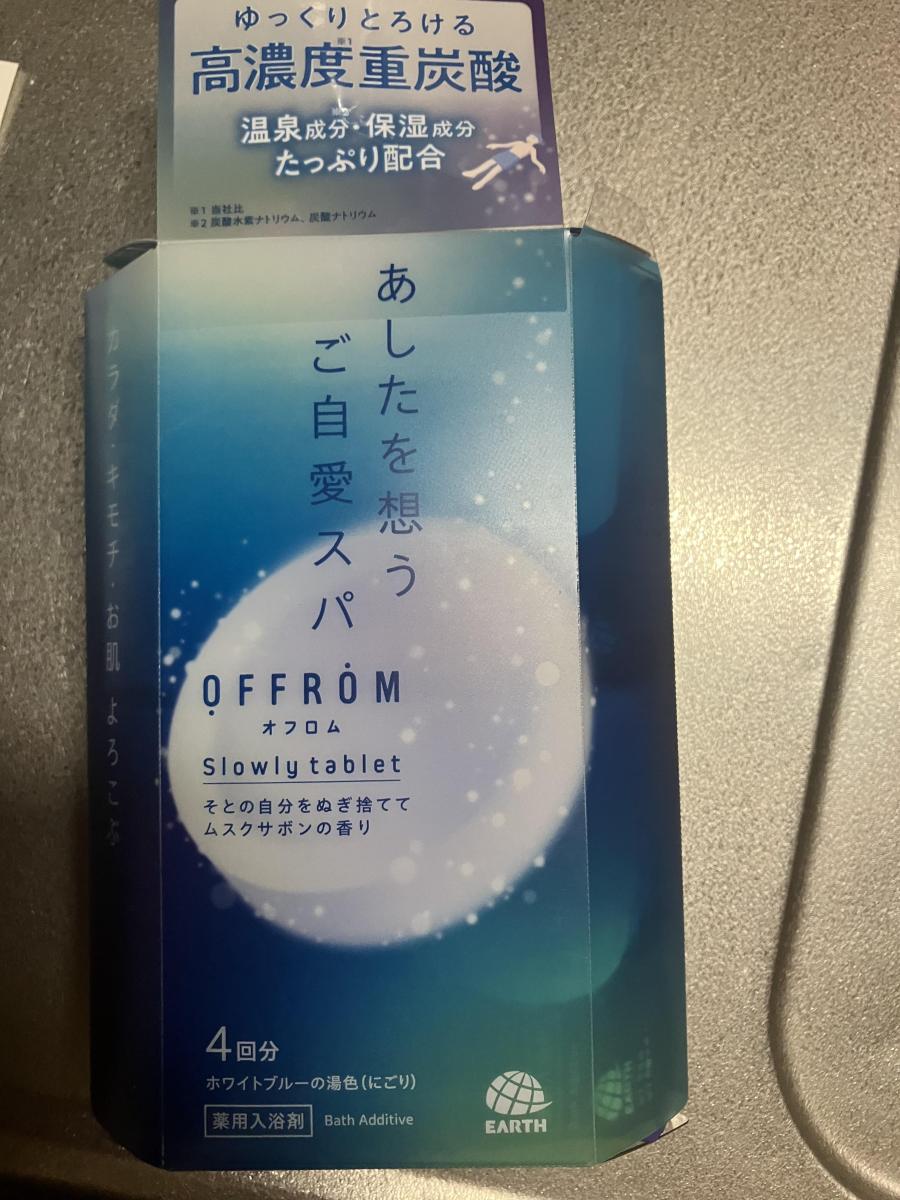 ゆっくりとろける
高濃度※1重炭酸
温泉成分※2・保湿成分
たっぷり配合
※1 当社比
※2 炭酸水素ナトリウム、炭酸ナトリウム
あしたを想う
ご自愛スパ
カラダ・キモチ・お肌 よろこぶ
OFFROM
オフロム
Slowly tablet
そとの自分をぬぎ捨てて
ムスクサボンの香り
4回分
ホワイトブルーの湯色(にごり)
薬用入浴剤 Bath Additive
EARTH